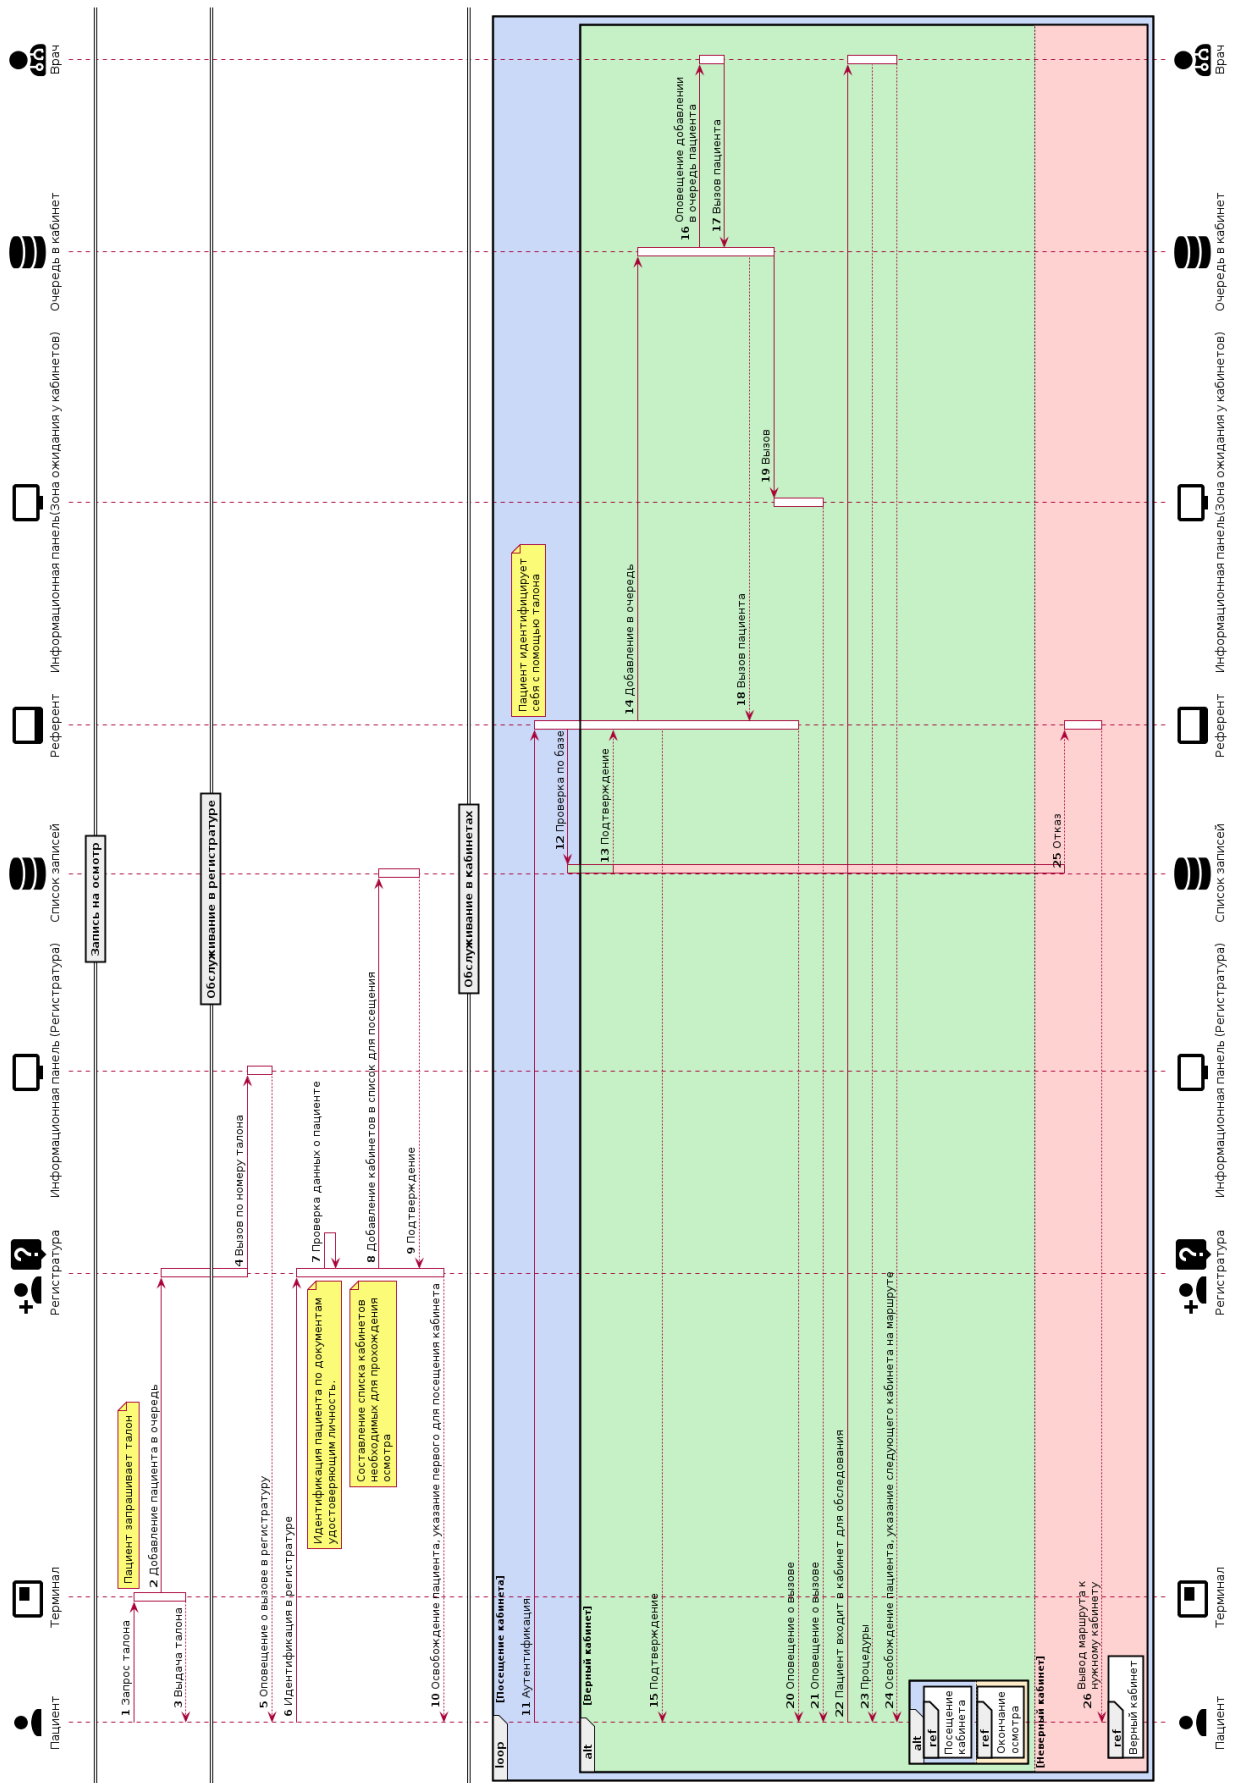 Пациент
Терминал
Регистратура
Информационная панель (Регистратура)
Список записей
Референт
Информационная панель(Зона ожидания у кабинетов)
Очередь в кабинет
Врач
Запись на осмотр
1 Запрос талона
Пациент запрашивает талон
2 Добавление пациента в очередь
3 Выдача талона
Обслуживание в регистратуре
4 Вызов по номеру талона
5 Оповещение о вызове в регистратуру
6 Идентификация в регистратуре
7 Проверка данных о пациенте
Идентификация пациента по документам
удостоверяющим личность.
8 Добавление кабинетов в список для посещения
Составление списка кабинетов
необходимых для прохождения
осмотра
9 Подтверждение
10 Освобождение пациента, указание первого для посещения кабинета
Обслуживание в кабинетах
loop
[Посещение кабинета]
11 Аутентификация
Пациент идентифицирует
себя с помощью талона
12 Проверка по базе
alt
[Верный кабинет]
13 Подтверждение
14 Добавление в очередь
15 Подтверждение
16 Оповещение добавлении
в очередь пациента
17 Вызов пациента
18 Вызов пациента
19 Вызов
20 Оповещение о вызове
21 Оповещение о вызове
22 Пациент входит в кабинет для обследования
23 Процедуры
24 Освобождение пациента, указание следующего кабинета на маршруте
alt
ref
Посещение
кабинета
ref
Окончание
осмотра
[Неверный кабинет]
25 Отказ
26 Вывод маршрута к
нужному кабинету
ref
Верный кабинет
Пациент
Терминал
Регистратура
Информационная панель (Регистратура)
Список записей
Референт
Информационная панель(Зона ожидания у кабинетов)
Очередь в кабинет
Врач